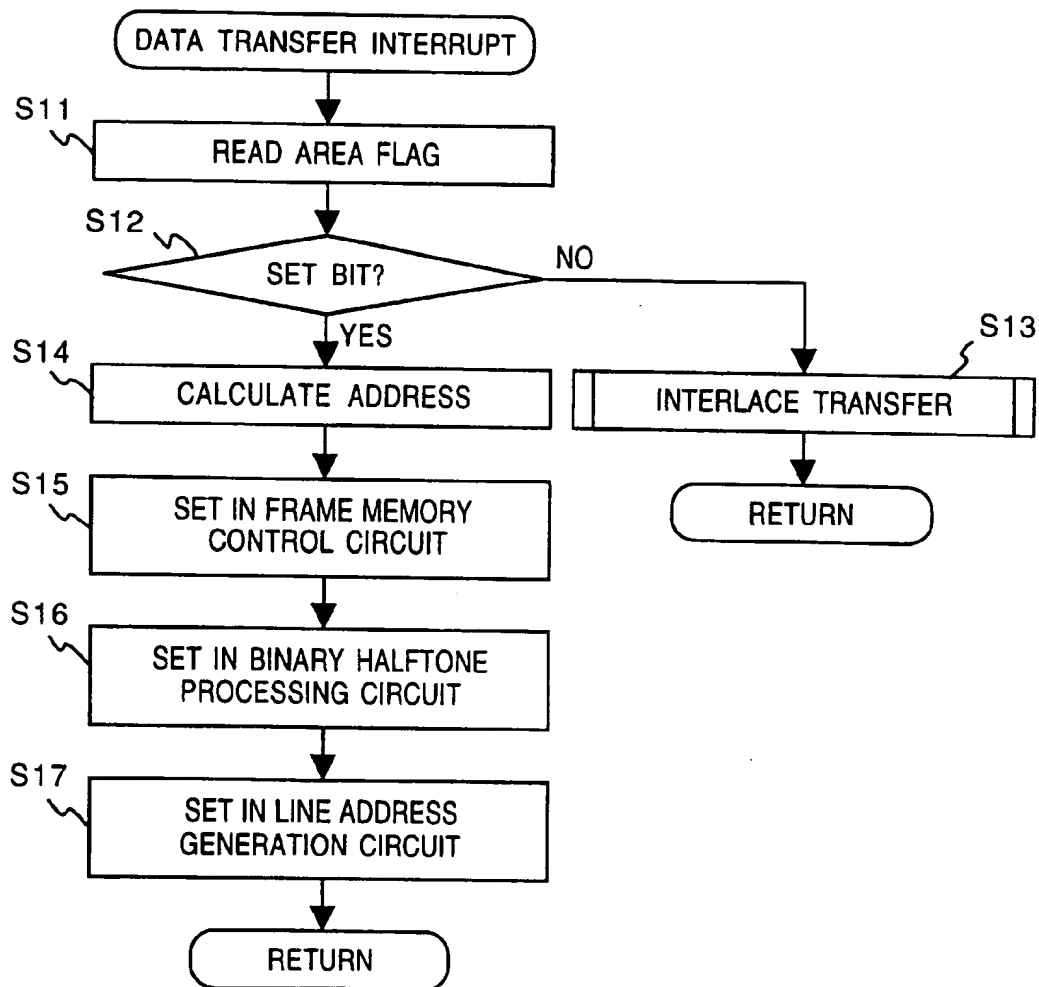 DATA TRANSFER INTERRUPT
S11
READ AREA FLAG
S12
SET BIT?
NO
YES
S13
INTERLACE TRANSFER
RETURN
S14
CALCULATE ADDRESS
S15
SET IN FRAME MEMORY
CONTROL CIRCUIT
S16
SET IN BINARY HALFTONE
PROCESSING CIRCUIT
S17
SET IN LINE ADDRESS
GENERATION CIRCUIT
RETURN